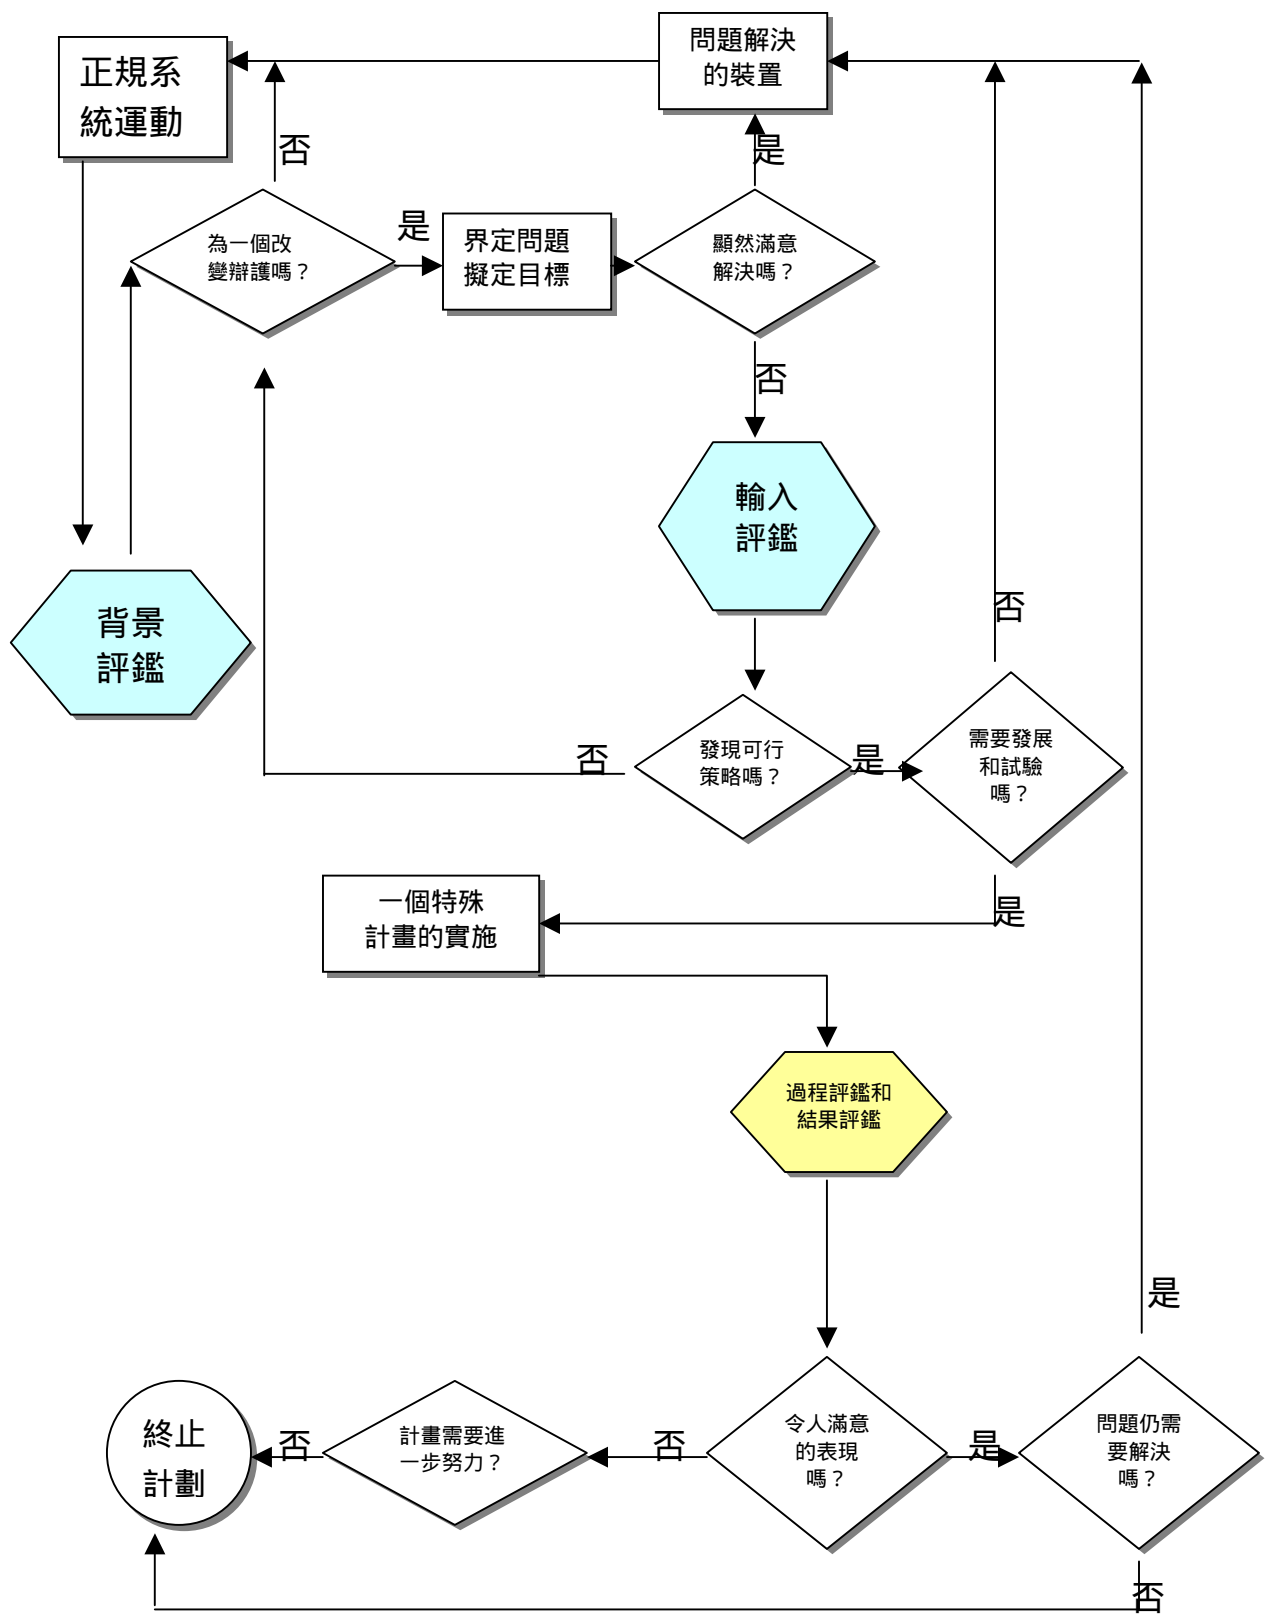 問題解決
的裝置
正規系
統運動
否
是
是
為一個改
變辯護嗎？
界定問題
擬定目標
顯然滿意
解決嗎？
否
輸入
評鑑
背景
評鑑
否
否
發現可行
策略嗎？
是
需要發展
和試驗
嗎？
一個特殊
計畫的實施
是
過程評鑑和
結果評鑑
是
終止
計劃
否
計畫需要進
一步努力？
否
令人滿意
的表現
嗎？
是
問題仍需
要解決
嗎？
否